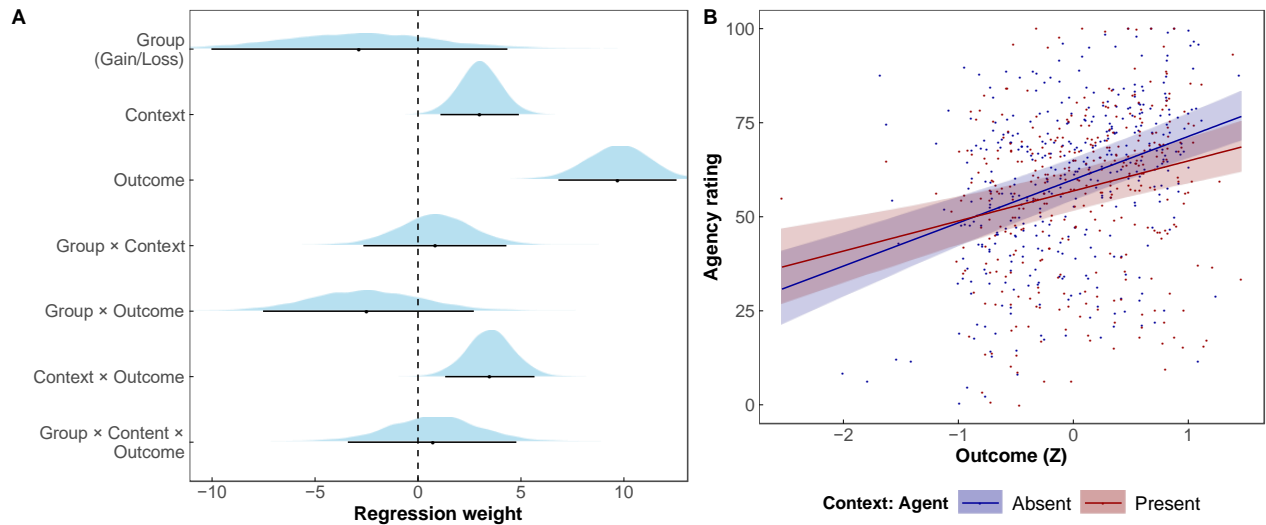 A
Group
(Gain/Loss)
Context
Outcome
Group × Context
Group × Outcome
Context × Outcome
Group × Content ×
Outcome
−10
−5
0
5
10
Regression weight
B
Agency rating
100
75
50
25
0
−2
−1
0
1
Outcome (Z)
Context: Agent
Absent
Present